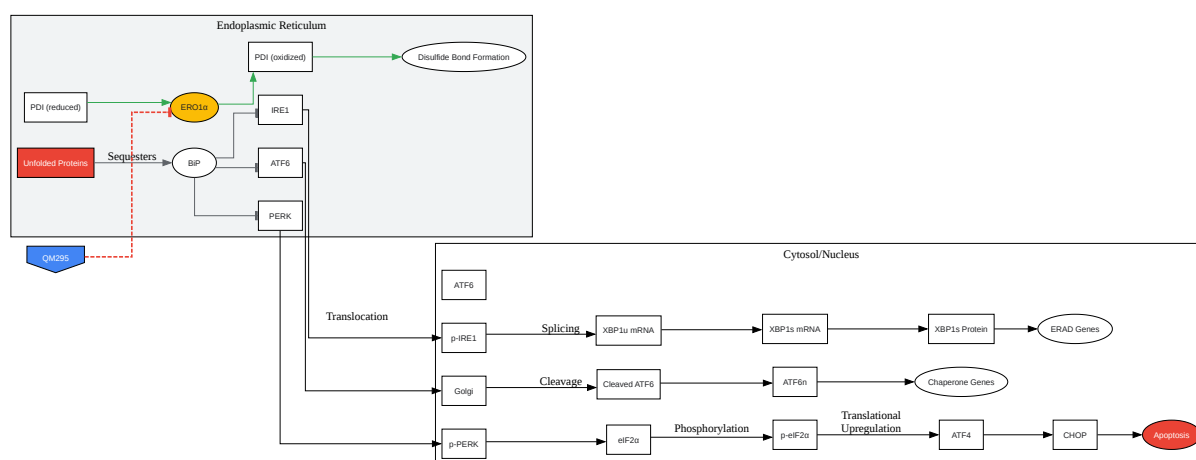 Endoplasmic Reticulum
PDI (oxidized)
Disulfide Bond Formation
PDI (reduced)
ERO1α
IRE1
Unfolded Proteins
Sequesters
BiP
ATF6
PERK
QM295
Cytosol/Nucleus
ATF6
Translocation
p-IRE1
Splicing
XBP1u mRNA
XBP1s mRNA
XBP1s Protein
ERAD Genes
Golgi
Cleavage
Cleaved ATF6
ATF6n
Chaperone Genes
p-PERK
eIF2α
Phosphorylation
p-eIF2α
Translational
Upregulation
ATF4
CHOP
Apoptosis